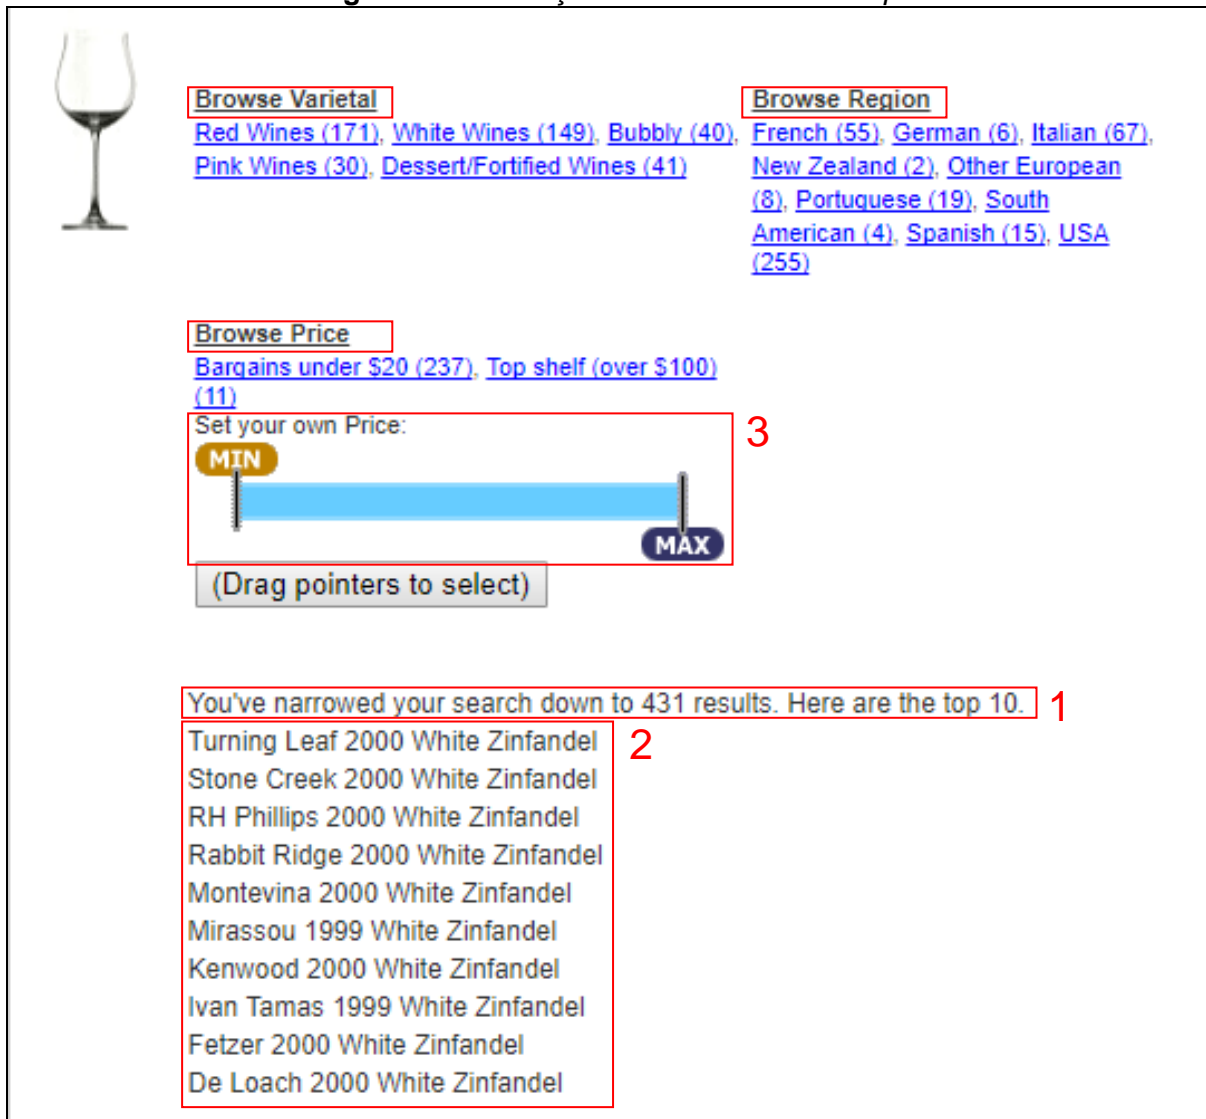 Browse Varietal
Red Wines (171), White Wines (149), Bubbly (40),
Pink Wines (30), Dessert/Fortified Wines (41)
Browse Region
French (55), German (6), Italian (67),
New Zealand (2), Other European
(8), Portuguese (19), South
American (4), Spanish (15), USA
(255)
Browse Price
Bargains under $20 (237), Top shelf (over $100)
(11)
Set your own Price:
3
MIN
MAX
(Drag pointers to select)
You've narrowed your search down to 431 results. Here are the top 10.
1
Turning Leaf 2000 White Zinfandel
2
Stone Creek 2000 White Zinfandel
RH Phillips 2000 White Zinfandel
Rabbit Ridge 2000 White Zinfandel
Montevina 2000 White Zinfandel
Mirassou 1999 White Zinfandel
Kenwood 2000 White Zinfandel
Ivan Tamas 1999 White Zinfandel
Fetzer 2000 White Zinfandel
De Loach 2000 White Zinfandel